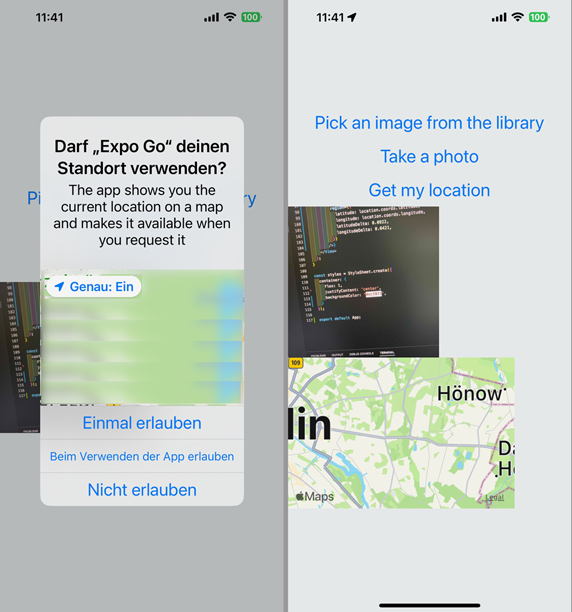 11:41
100
Darf „Expo Go“ deinen
Standort verwenden?
The app shows you the
current location on a map
and makes it available when
you request it
Genau: Ein
Einmal erlauben
Beim Verwenden der App erlauben
Nicht erlauben
Pi
ry
11:41
100
Pick an image from the library
Take a photo
Get my location
latitude: location.coords.latitude,
longitude: location.coords.longitude,
latitudeDelta: 0.0922,
longitudeDelta: 0.0421,
const styles = StyleSheet.create({
container: {
flex: 1,
justifyContent: 'center',
backgroundColor:
export default App;
109
Hönow
lin
Da
Ho
Maps
Legal